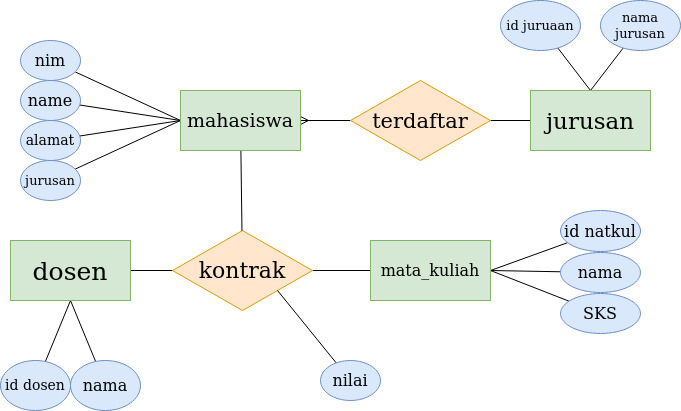 id juruaan
nama
jurusan
nim
name
alamat
jurusan
mahasiswa
terdaftar
jurusan
dosen
kontrak
mata_kuliah
id natkul
nama
SKS
id dosen
nama
nilai